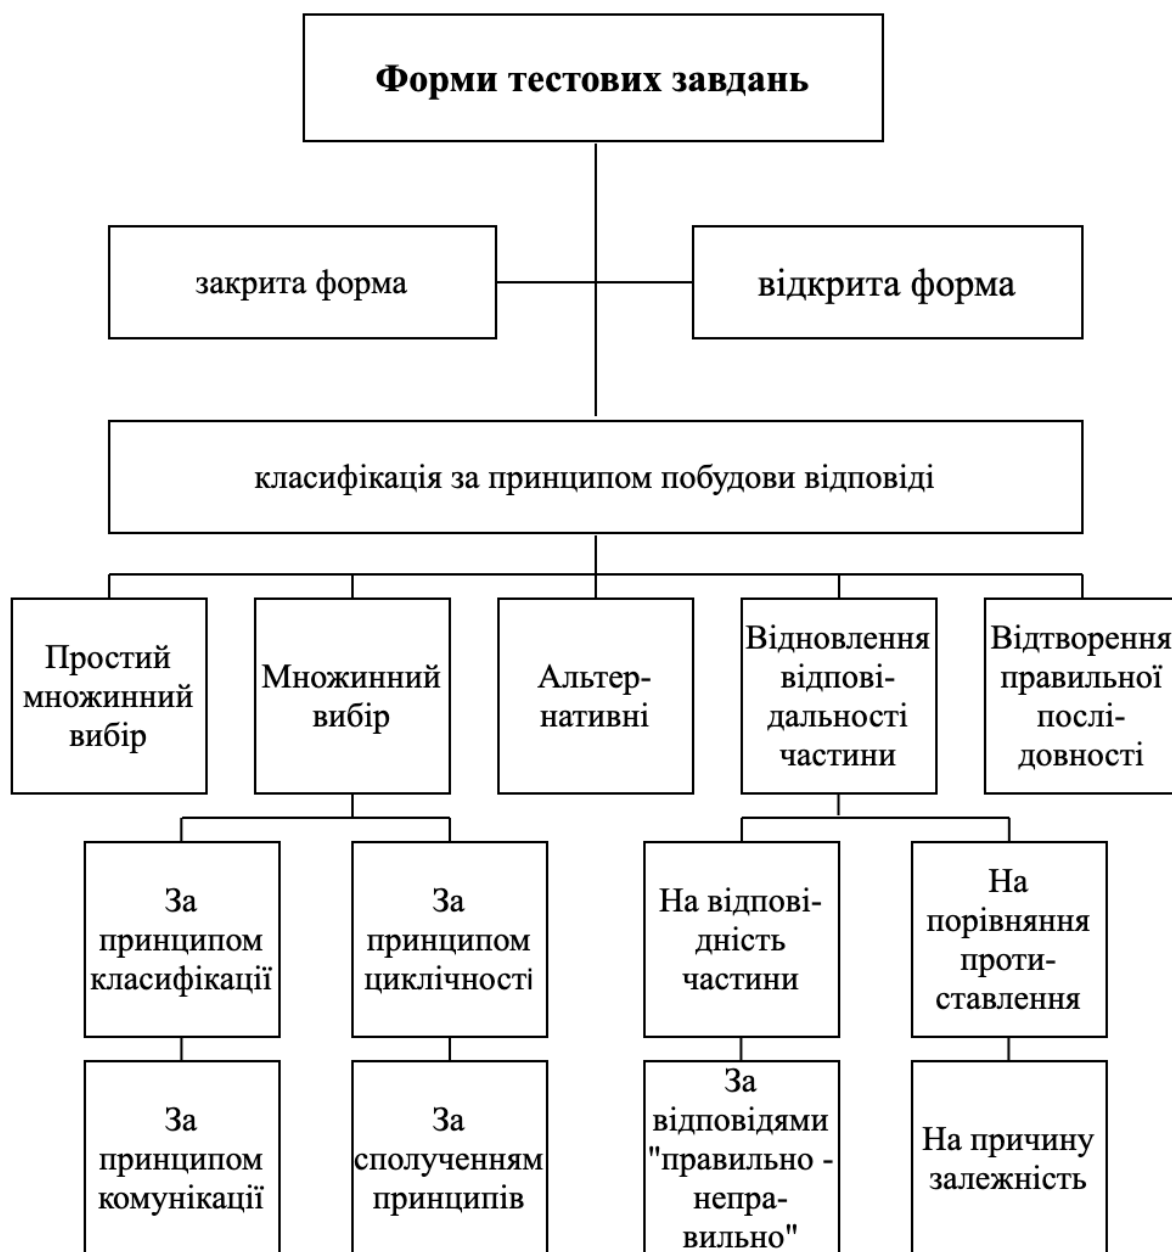 Форми тестових завдань
закрита форма
відкрита форма
класифікація за принципом побудови відповіді
Простий
множинний
вибір
Множинний
вибір
Альтер-
нативні
Відновлення
відпові-
дальності
частини
Відтворення
правильної
послі-
довності
За
принципом
класифікації
За
принципом
циклічності
На відпові-
дність
частини
На
порівняння
проти-
ставлення
За
принципом
комунікації
За
сполученням
принципів
За
відповідями
"правильно -
непра-
вильно"
На причину
залежність